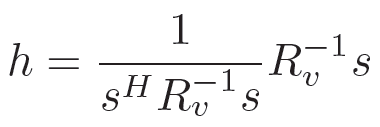 h = \frac{1}{s^H R_v^{-1} s} R_v^{-1} s